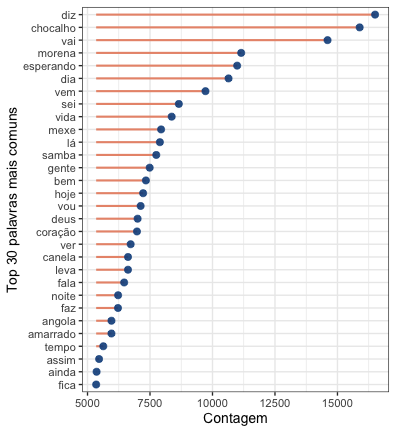 Top 30 palavras mais comuns
diz
chocalho
vai
morena
esperando
dia
vem
sei
vida
mexe
lá
samba
gente
bem
hoje
vou
deus
coração
ver
canela
leva
fala
noite
faz
angola
amarrado
tempo
assim
ainda
fica
5000 7500 10000 12500 15000
Contagem